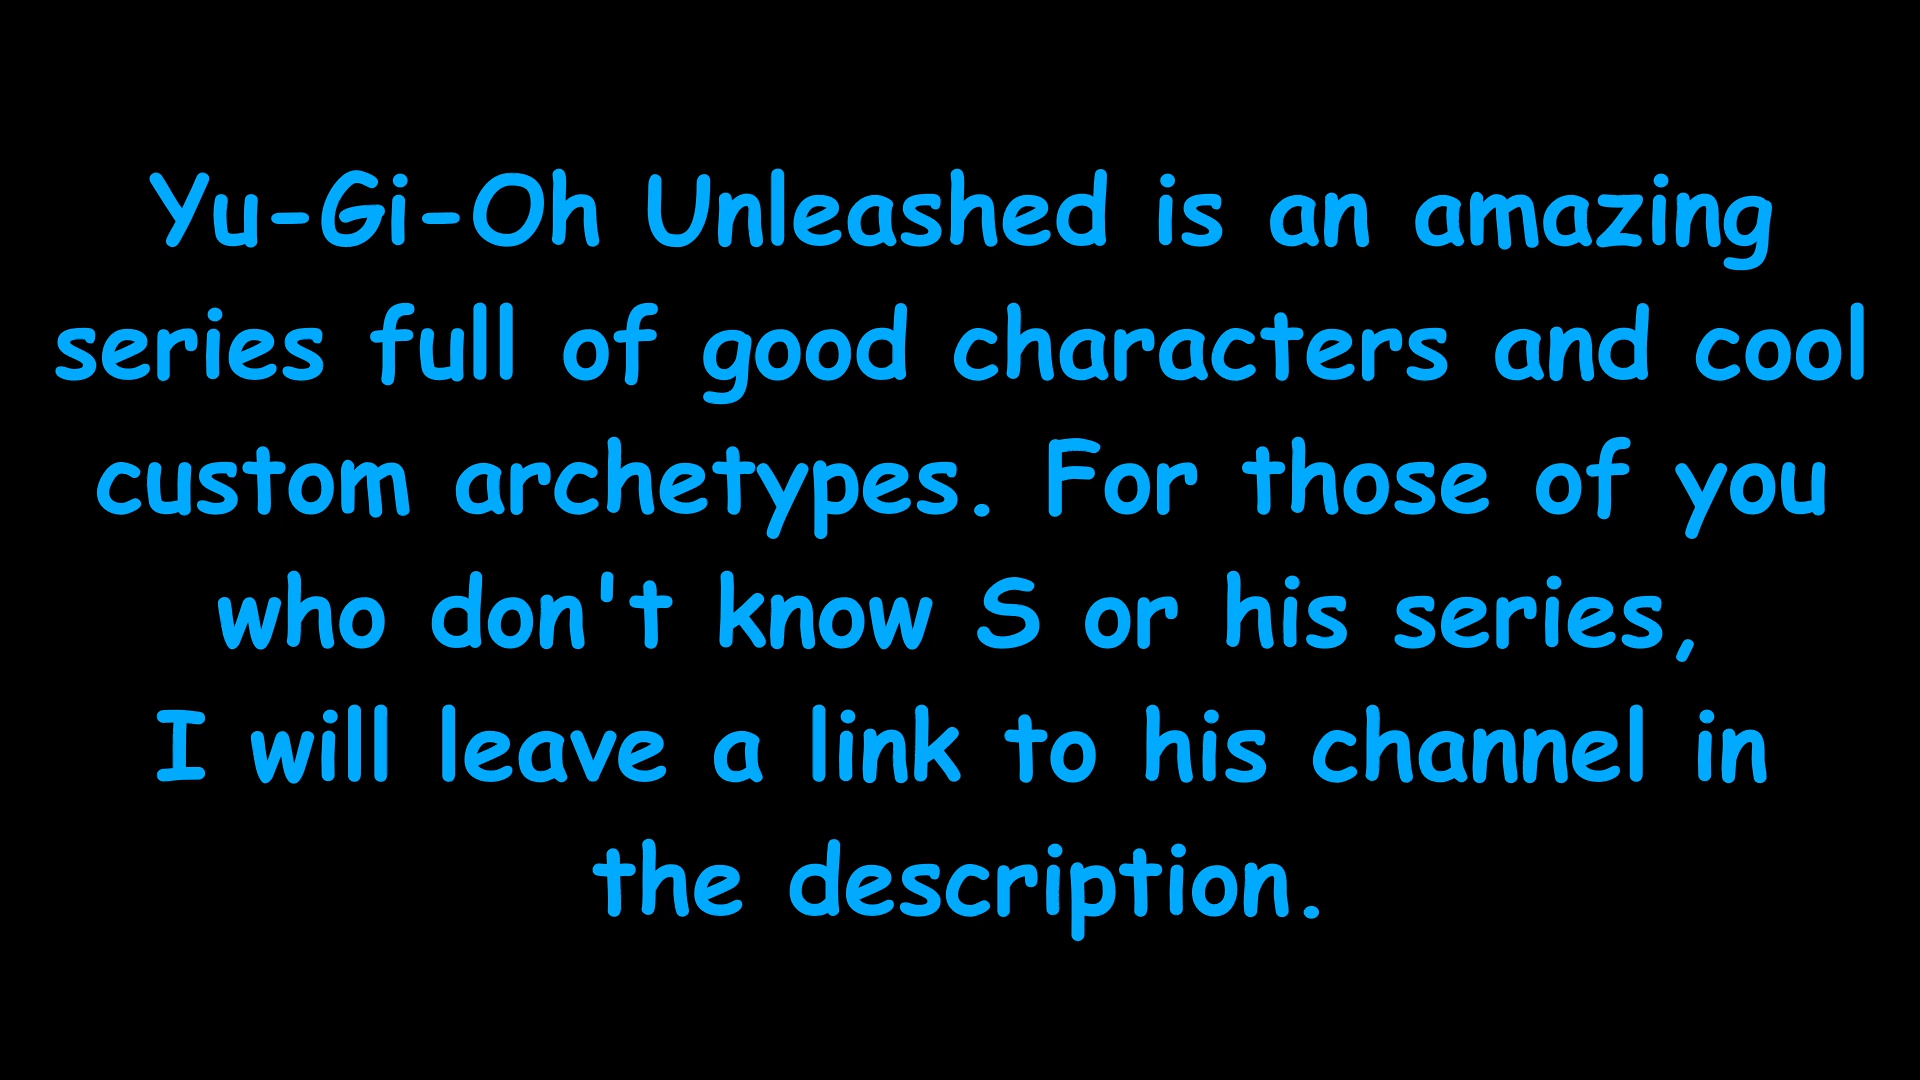 Yu-Gi-Oh Unleashed is an amazing
series full of good characters and cool
custom archetypes. For those of you
who don't know S or his series,
I will leave a link to his channel in
the description.